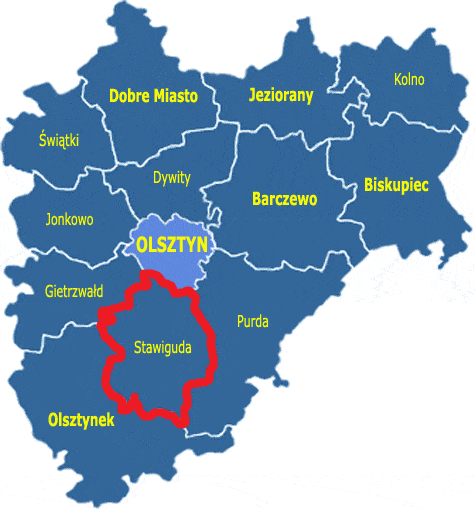 Kolno
Dobre Miasto
Jeziorany
Świątki
Dywity
Biskupiec
Barczewo
Jonkowo
OLSZTYN
Gietrzwałd
Purda
Stawiguda
Olsztynek